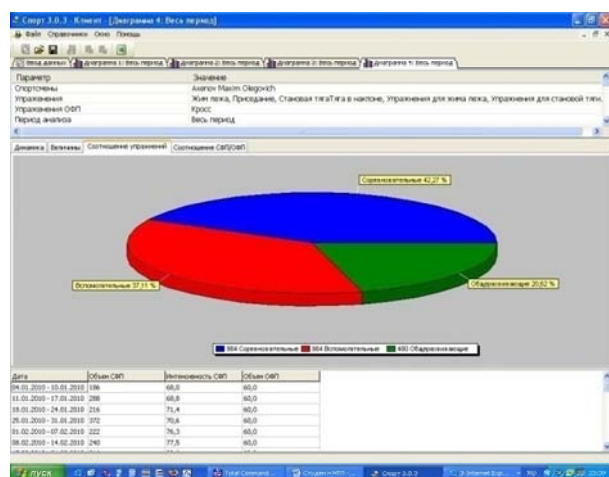 Спорт 3.0.3 - Клиент - [Диаграмма 4: Весь период]
Файл Справочники Окно Помощь
Ввод данных Диаграмма 1: Весь период Диаграмма 2: Весь период Диаграмма 3: Весь период Диаграмма 4: Весь период
Параметр Значение
Спортсмены Axenov Maxim Olegovich
Упражнения Жим лежа, Приседание, Становая тягаТяга в наклоне, Упражнения для жима лежа, Упражнения для становой тяги,
Упражнения ОФП Кросс
Период анализа Весь период
Динамика Величины Соотношение упражнений Соотношение СФП/ОФП
Соревновательные 42,27 %
Вспомогательные 37,11 %
Общеразвивающие 20,62 %
984 Соревновательные 864 Вспомогательные 480 Общеразвивающие
Дата Объем СФП Интенсивность СФП Объем ОФП
04.01.2010 - 10.01.2010 186 68,0 60,0
11.01.2010 - 17.01.2010 288 68,8 60,0
18.01.2010 - 24.01.2010 216 71,4 60,0
25.01.2010 - 31.01.2010 372 70,6 60,0
01.02.2010 - 07.02.2010 222 76,3 60,0
08.02.2010 - 14.02.2010 240 77,5 60,0
пуск Total Command... Спорт 3.0.3